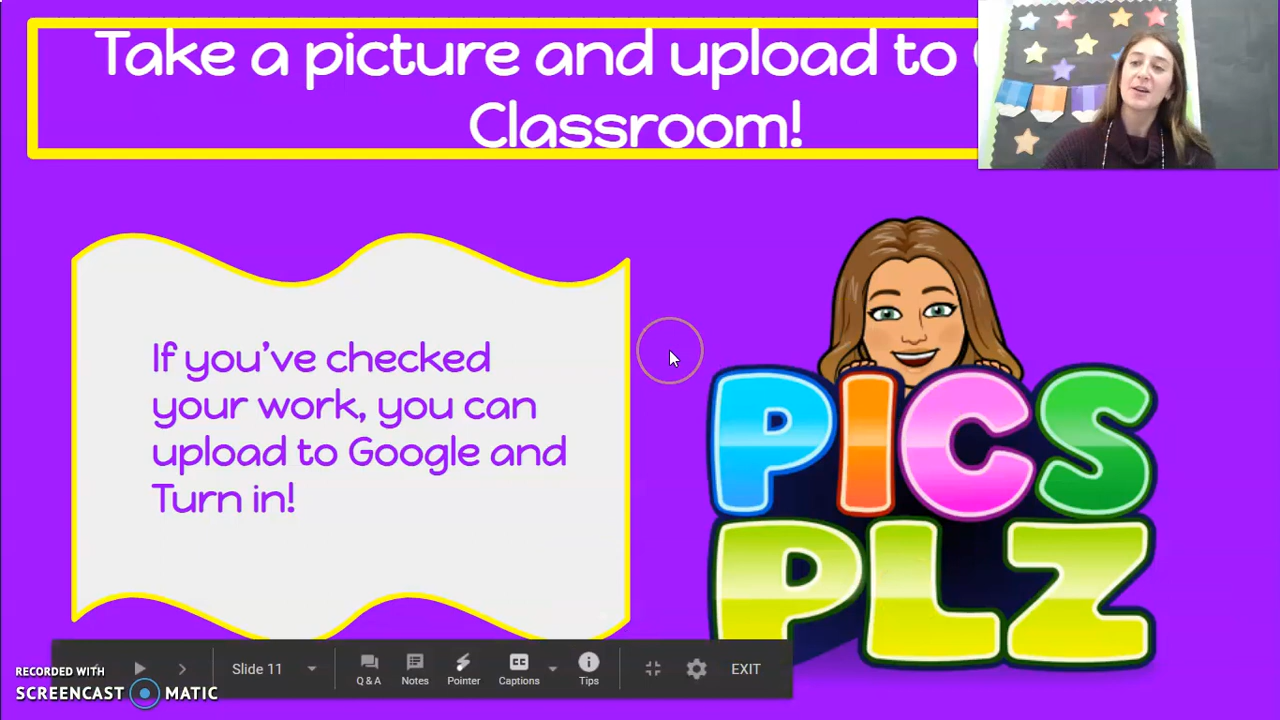 Take a picture and upload to
Classroom!
If you've checked
your work, you can
upload to Google and
Turn in!
PICS
PLZ
Slide 11
Q & A
Notes
Pointer
Captions
Tips
EXIT
RECORDED WITH
SCREENCAST MATIC